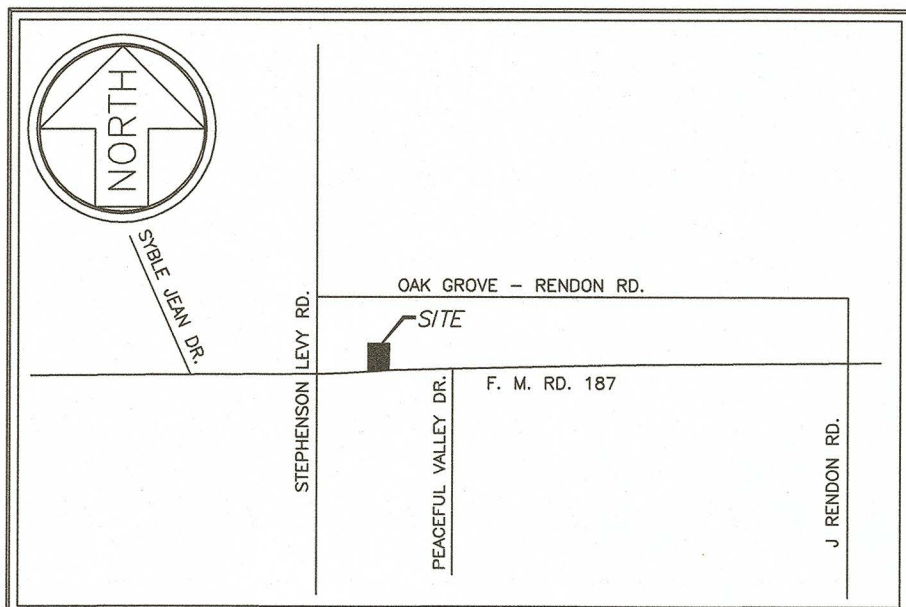 NORTH
SYBLE JEAN DR.
STEPHENSON LEVY RD.
OAK GROVE – RENDON RD.
SITE
PEACEFUL VALLEY DR.
F. M. RD. 187
J RENDON RD.